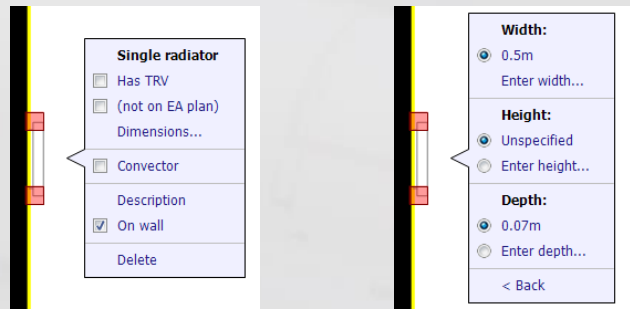 Single radiator
Has TRV
(not on EA plan)
Dimensions...
Convector
Description
On wall
Delete
Width:
0.5m
Enter width...
Height:
Unspecified
Enter height...
Depth:
0.07m
Enter depth...
< Back